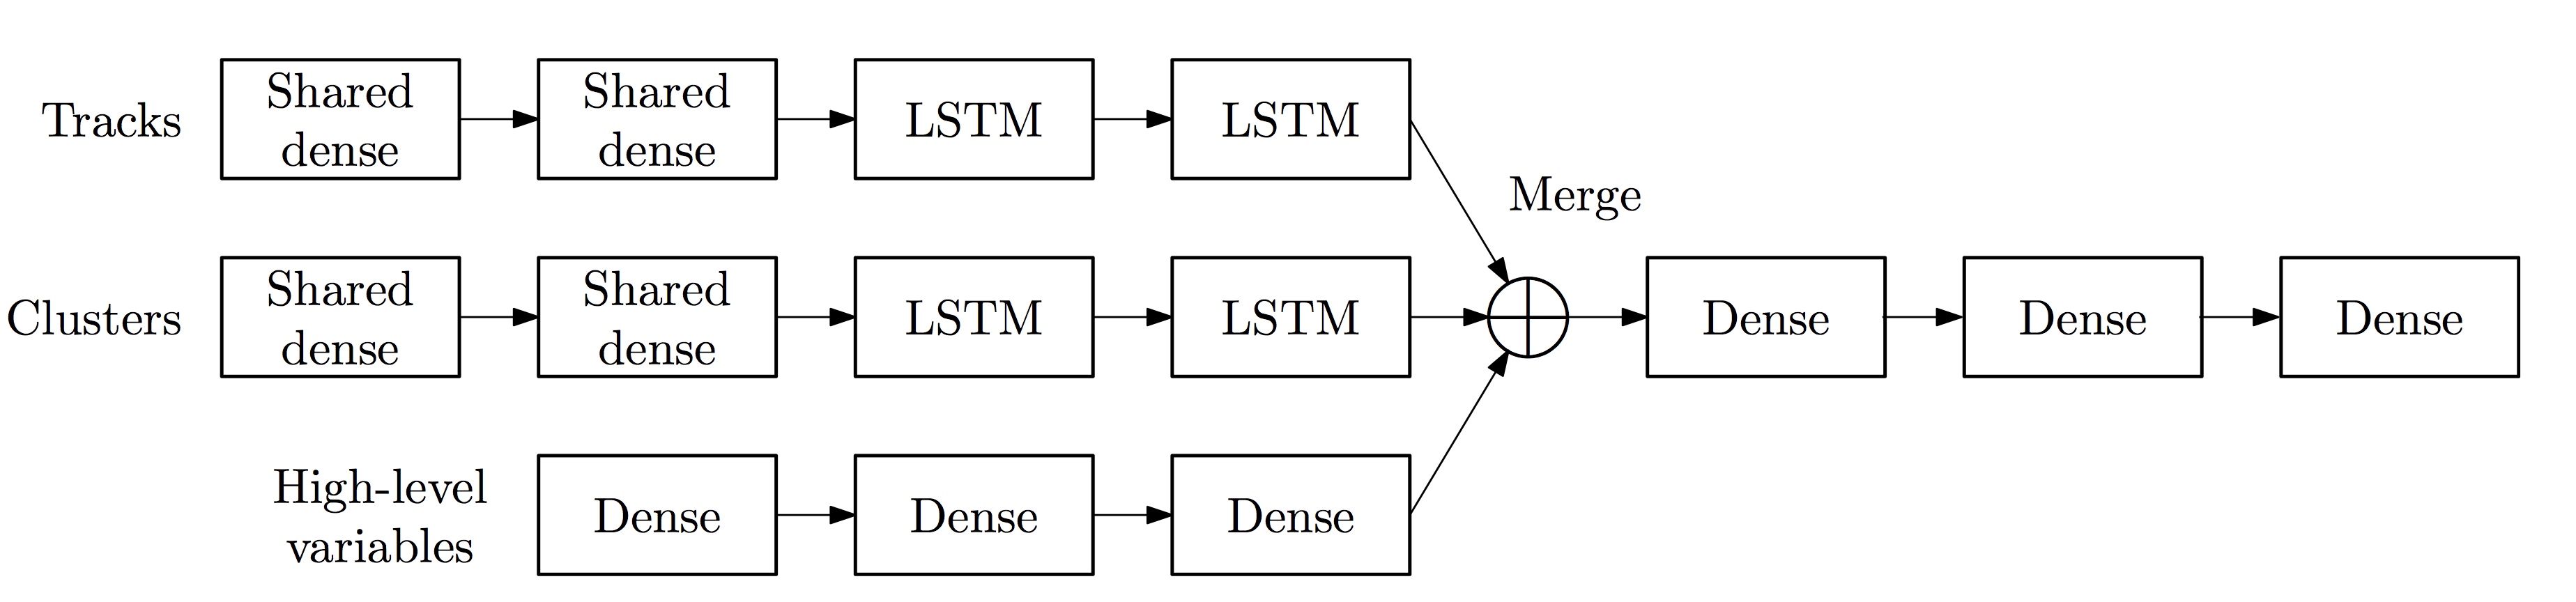 Tracks
Shared
dense
Shared
dense
LSTM
LSTM
Merge
Clusters
Shared
dense
Shared
dense
LSTM
LSTM
Dense
Dense
Dense
High-level
variables
Dense
Dense
Dense